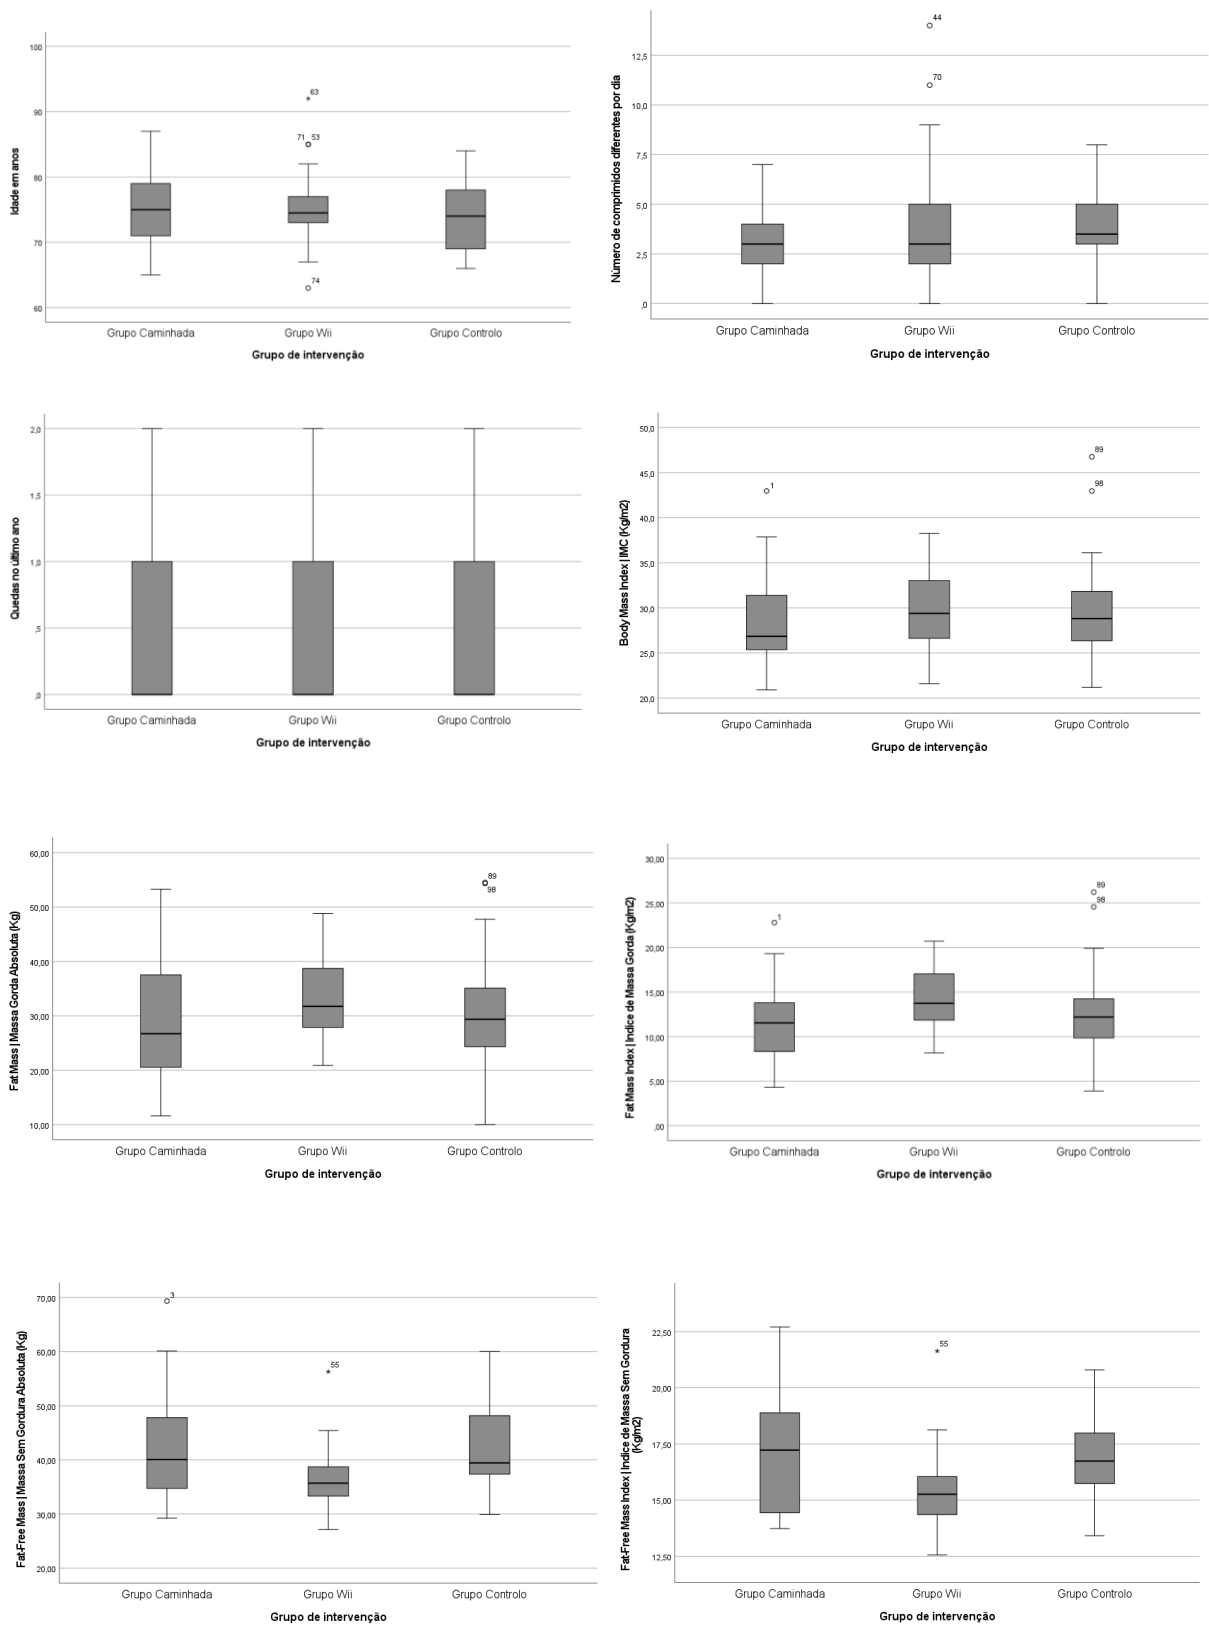 Idade em anos
100
90
80
70
60
63
71 53
74
Grupo Caminhada Grupo Wii Grupo Controlo
Grupo de intervenção
Número de comprimidos diferentes por dia
12,5
10,0
7,5
5,0
2,5
,0
44
70
Grupo Caminhada Grupo Wii Grupo Controlo
Grupo de intervenção
Quedas no último ano
2,0
1,5
1,0
,5
,0
Grupo Caminhada Grupo Wii Grupo Controlo
Grupo de intervenção
Body Mass Index | IMC (Kg/m2)
50,0
45,0
40,0
35,0
30,0
25,0
20,0
1
89
98
Grupo Caminhada Grupo Wii Grupo Controlo
Grupo de intervenção
Fat Mass | Massa Gorda Absoluta (Kg)
60,00
50,00
40,00
30,00
20,00
10,00
89
98
Grupo Caminhada Grupo Wii Grupo Controlo
Grupo de intervenção
Fat Mass Index | Indice de Massa Gorda (Kg/m2)
30,00
25,00
20,00
15,00
10,00
5,00
,00
1
89
98
Grupo Caminhada Grupo Wii Grupo Controlo
Grupo de intervenção
Fat-Free Mass | Massa Sem Gordura Absoluta (Kg)
70,00
60,00
50,00
40,00
30,00
20,00
3
55
Grupo Caminhada Grupo Wii Grupo Controlo
Grupo de intervenção
Fat-Free Mass Index | Indice de Massa Sem Gordura
(Kg/m2)
22,50
20,00
17,50
15,00
12,50
55
Grupo Caminhada Grupo Wii Grupo Controlo
Grupo de intervenção